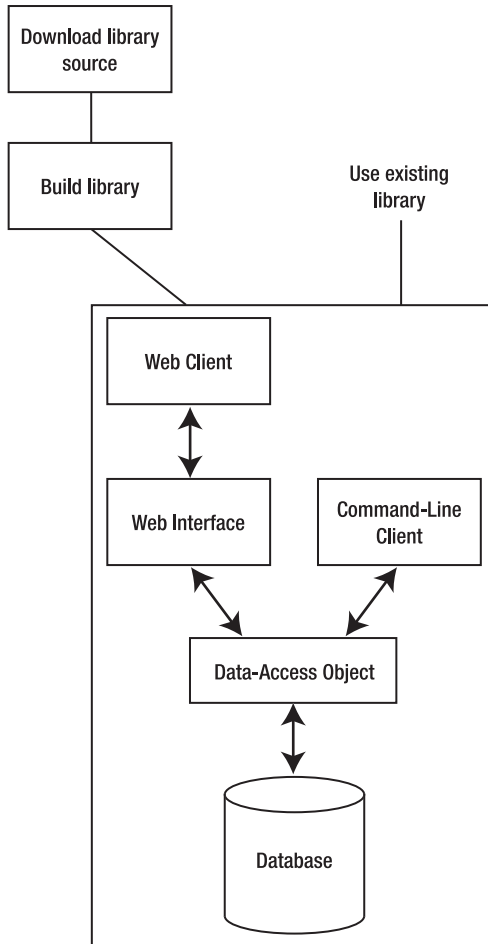 Download library
source
Build library
Use existing
library
Web Client
Web Interface
Command-Line
Client
Data-Access Object
Database